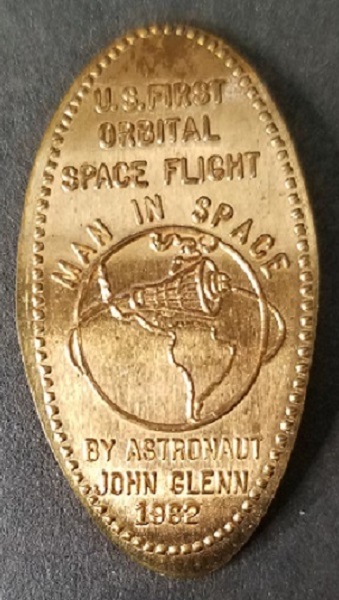 U.S. FIRST
ORBITAL
SPACE FLIGHT
MAN IN SPACE
BY ASTRONAUT
JOHN GLENN
1962